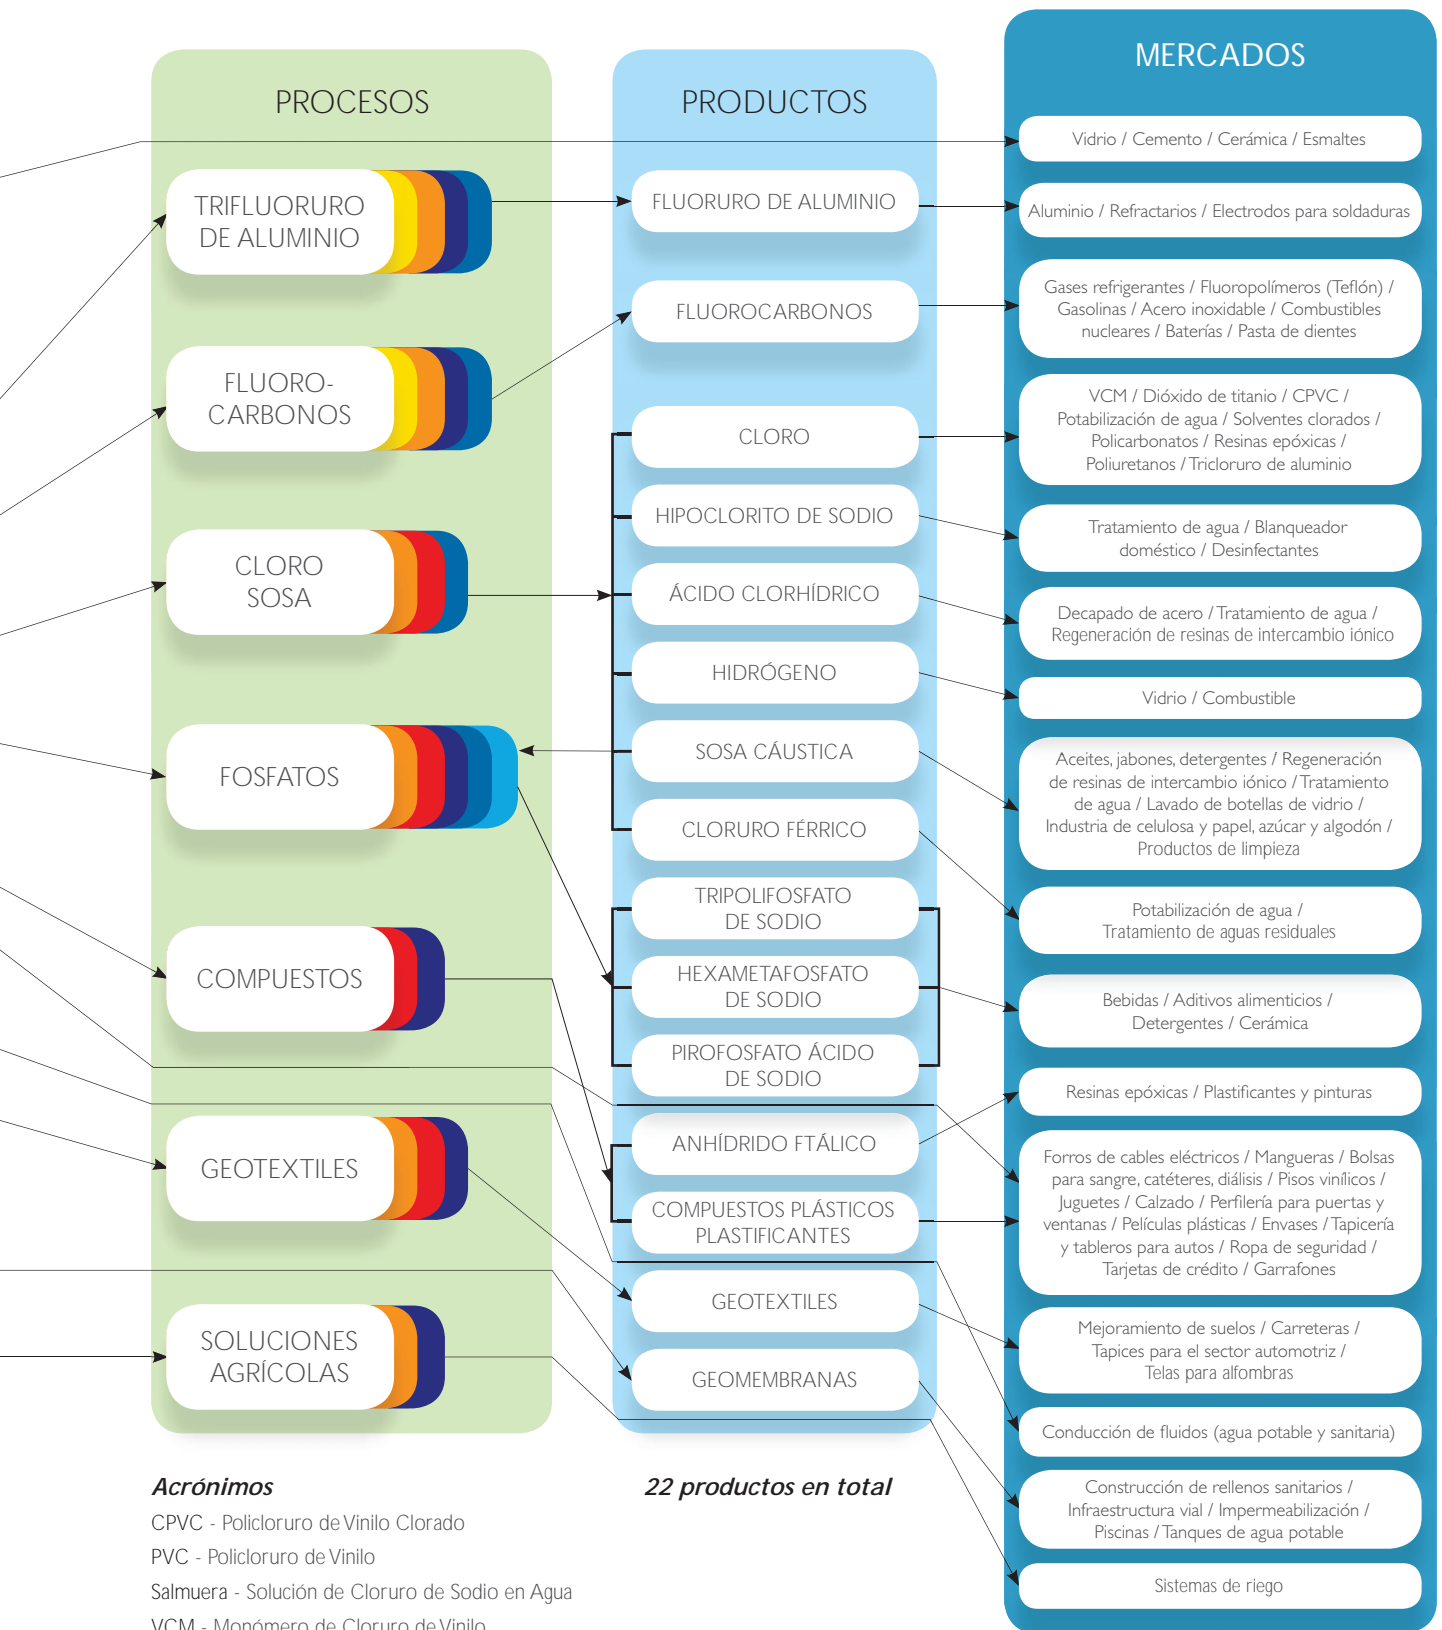 PROCESOS
TRIFLUORURO
DE ALUMINIO
FLUORO-
CARBONOS
CLORO
SOSA
FOSFATOS
COMPUESTOS
GEOTEXTILES
SOLUCIONES
AGRÍCOLAS
PRODUCTOS
FLUORURO DE ALUMINIO
FLUOROCARBONOS
CLORO
HIPOCLORITO DE SODIO
ÁCIDO CLORHÍDRICO
HIDRÓGENO
SOSA CÁUSTICA
CLORURO FÉRRICO
TRIPOLIFOSFATO
DE SODIO
HEXAMETAFOSFATO
DE SODIO
PIROFOSFATO ÁCIDO
DE SODIO
ANHÍDRIDO FTÁLICO
COMPUESTOS PLÁSTICOS
PLASTIFICANTES
GEOTEXTILES
GEOMEMBRANAS
MERCADOS
Vidrio / Cemento / Cerámica / Esmaltes
Aluminio / Refractarios / Electrodos para soldaduras
Gases refrigerantes / Fluoropolímeros (Teflón) /
Gasolinas / Acero inoxidable / Combustibles
nucleares / Baterías / Pasta de dientes
VCM / Dióxido de titanio / CPVC /
Potabilización de agua / Solventes clorados /
Policarbonatos / Resinas epóxicas /
Poliuretanos / Tricloruro de aluminio
Tratamiento de agua / Blanqueador
doméstico / Desinfectantes
Decapado de acero / Tratamiento de agua /
Regeneración de resinas de intercambio iónico
Vidrio / Combustible
Aceites, jabones, detergentes / Regeneración
de resinas de intercambio iónico / Tratamiento
de agua / Lavado de botellas de vidrio /
Industria de celulosa y papel, azúcar y algodón /
Productos de limpieza
Potabilización de agua /
Tratamiento de aguas residuales
Bebidas / Aditivos alimenticios /
Detergentes / Cerámica
Resinas epóxicas / Plastificantes y pinturas
Forros de cables eléctricos / Mangueras / Bolsas
para sangre, catéteres, diálisis / Pisos vinílicos /
Juguetes / Calzado / Perfilería para puertas y
ventanas / Películas plásticas / Envases / Tapicería
y tableros para autos / Ropa de seguridad /
Tarjetas de crédito / Garrafones
Mejoramiento de suelos / Carreteras /
Tapices para el sector automotriz /
Telas para alfombras
Conducción de fluidos (agua potable y sanitaria)
Construcción de rellenos sanitarios /
Infraestructura vial / Impermeabilización /
Piscinas / Tanques de agua potable
Sistemas de riego
Acrónimos
CPVC - Policloruro de Vinilo Clorado
PVC - Policloruro de Vinilo
Salmuera - Solución de Cloruro de Sodio en Agua
VCM - Monómero de Cloruro de Vinilo
22 productos en total